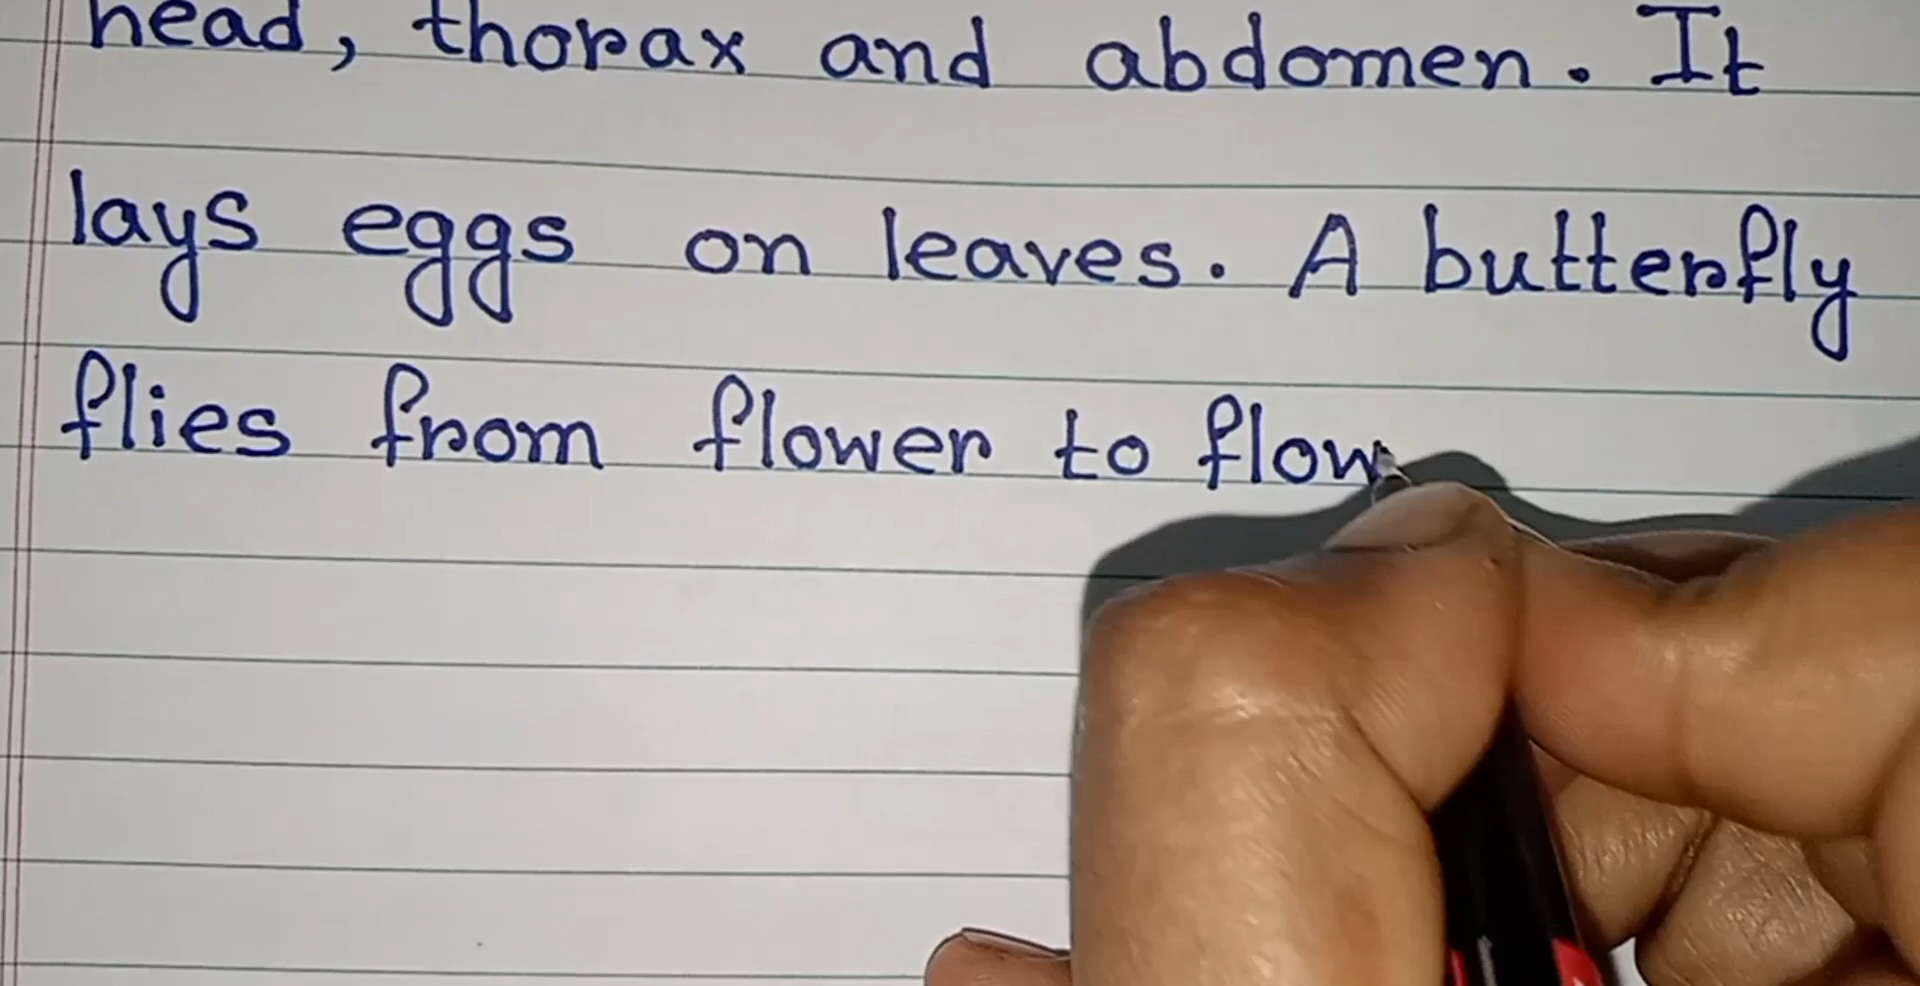 head, thorax and abdomen. It
lays eggs on leaves. A butterfly
flies from flower to flow